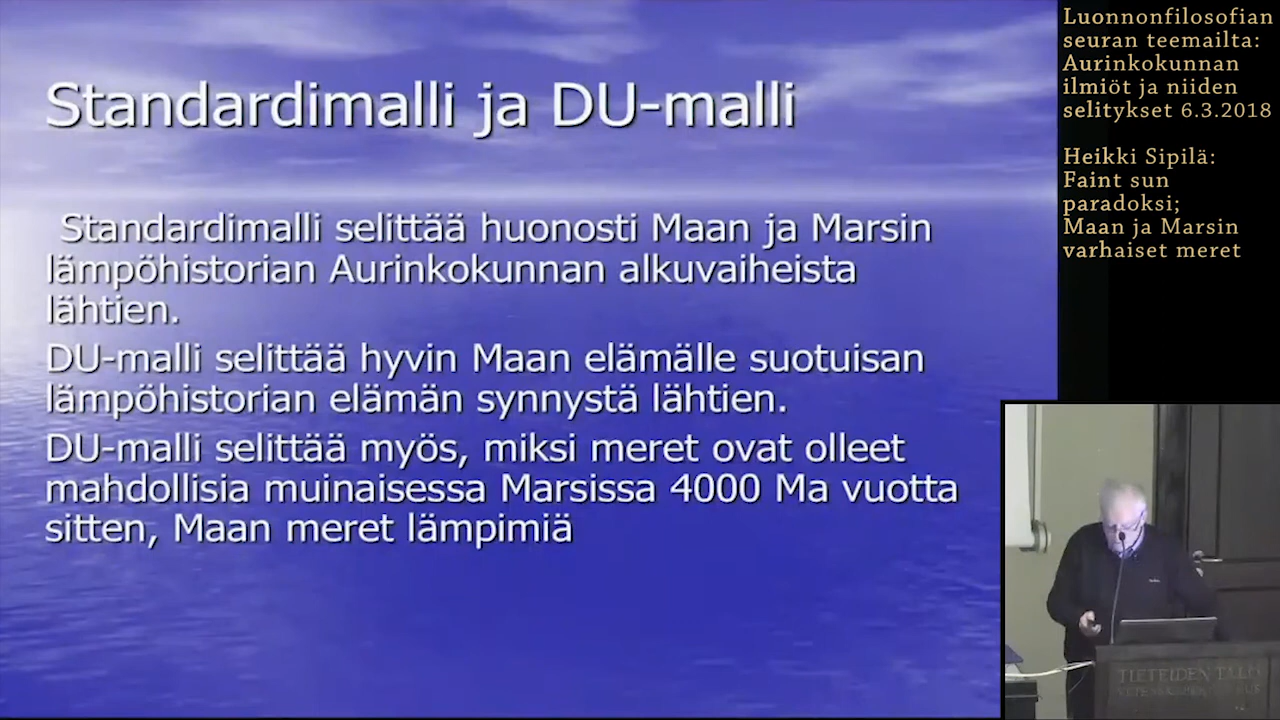 Standardimalli ja DU-malli
Standardimalli selittää huonosti Maan ja Marsin
lämpöhistorian Aurinkokunnan alkuvaiheista
lähtien.
DU-malli selittää hyvin Maan elämälle suotuisan
lämpöhistorian elämän synnystä lähtien.
DU-malli selittää myös, miksi meret ovat olleet
mahdollisia muinaisessa Marsissa 4000 Ma vuotta
sitten, Maan meret lämpimiä
Luonnonfilosofian
seuran teemailta:
Aurinkokunnan
ilmiöt ja niiden
selitykset 6.3.2018
Heikki Sipilä:
Faint sun
paradoksi;
Maan ja Marsin
varhaiset meret
TIETEIDEN TALO